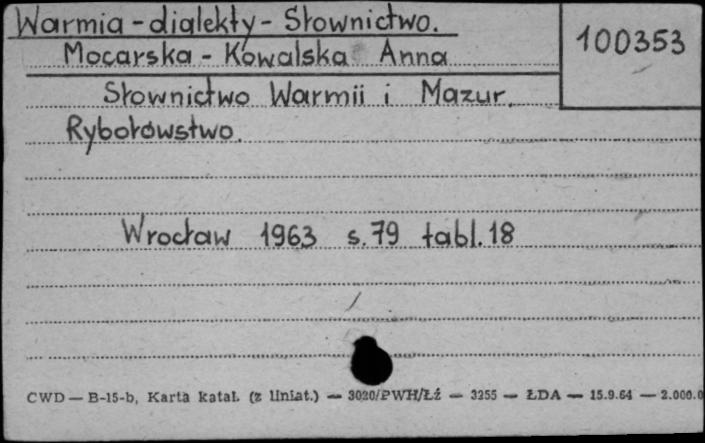 Warmia - dialekty - Słownictwo.
100353
Mocarska - Kowalska Anna
Słownictwo Warmii i Mazur.
Rybołówstwo.
Wrocław 1963 s. 79 tabl. 18
CWD — B-15-b, Karta katal. (z liniat.) — 3020/PWH/Łź — 3255 — ŁDA — 15.9.64 — 2.000.0